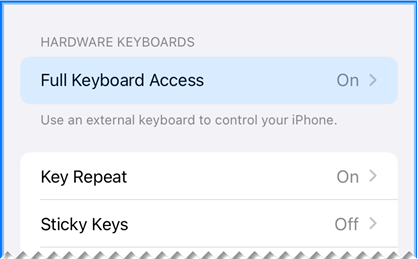 HARDWARE KEYBOARDS
Full Keyboard Access On
Use an external keyboard to control your iPhone.
Key Repeat On
Sticky Keys Off